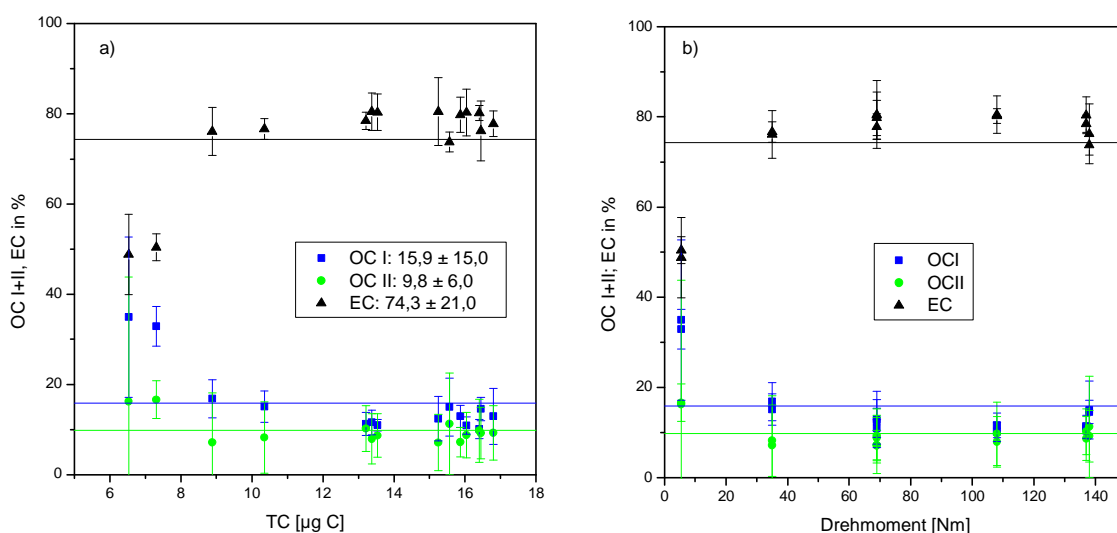 a)
100
80
60
40
20
0
OC I+II, EC in %
OC I: 15,9 ± 15,0
OC II: 9,8 ± 6,0
EC: 74,3 ± 21,0
6 8 10 12 14 16 18
TC [µg C]
b)
100
80
60
40
20
0
OC I+II; EC in %
OCI
OCII
EC
0 20 40 60 80 100 120 140
Drehmoment [Nm]